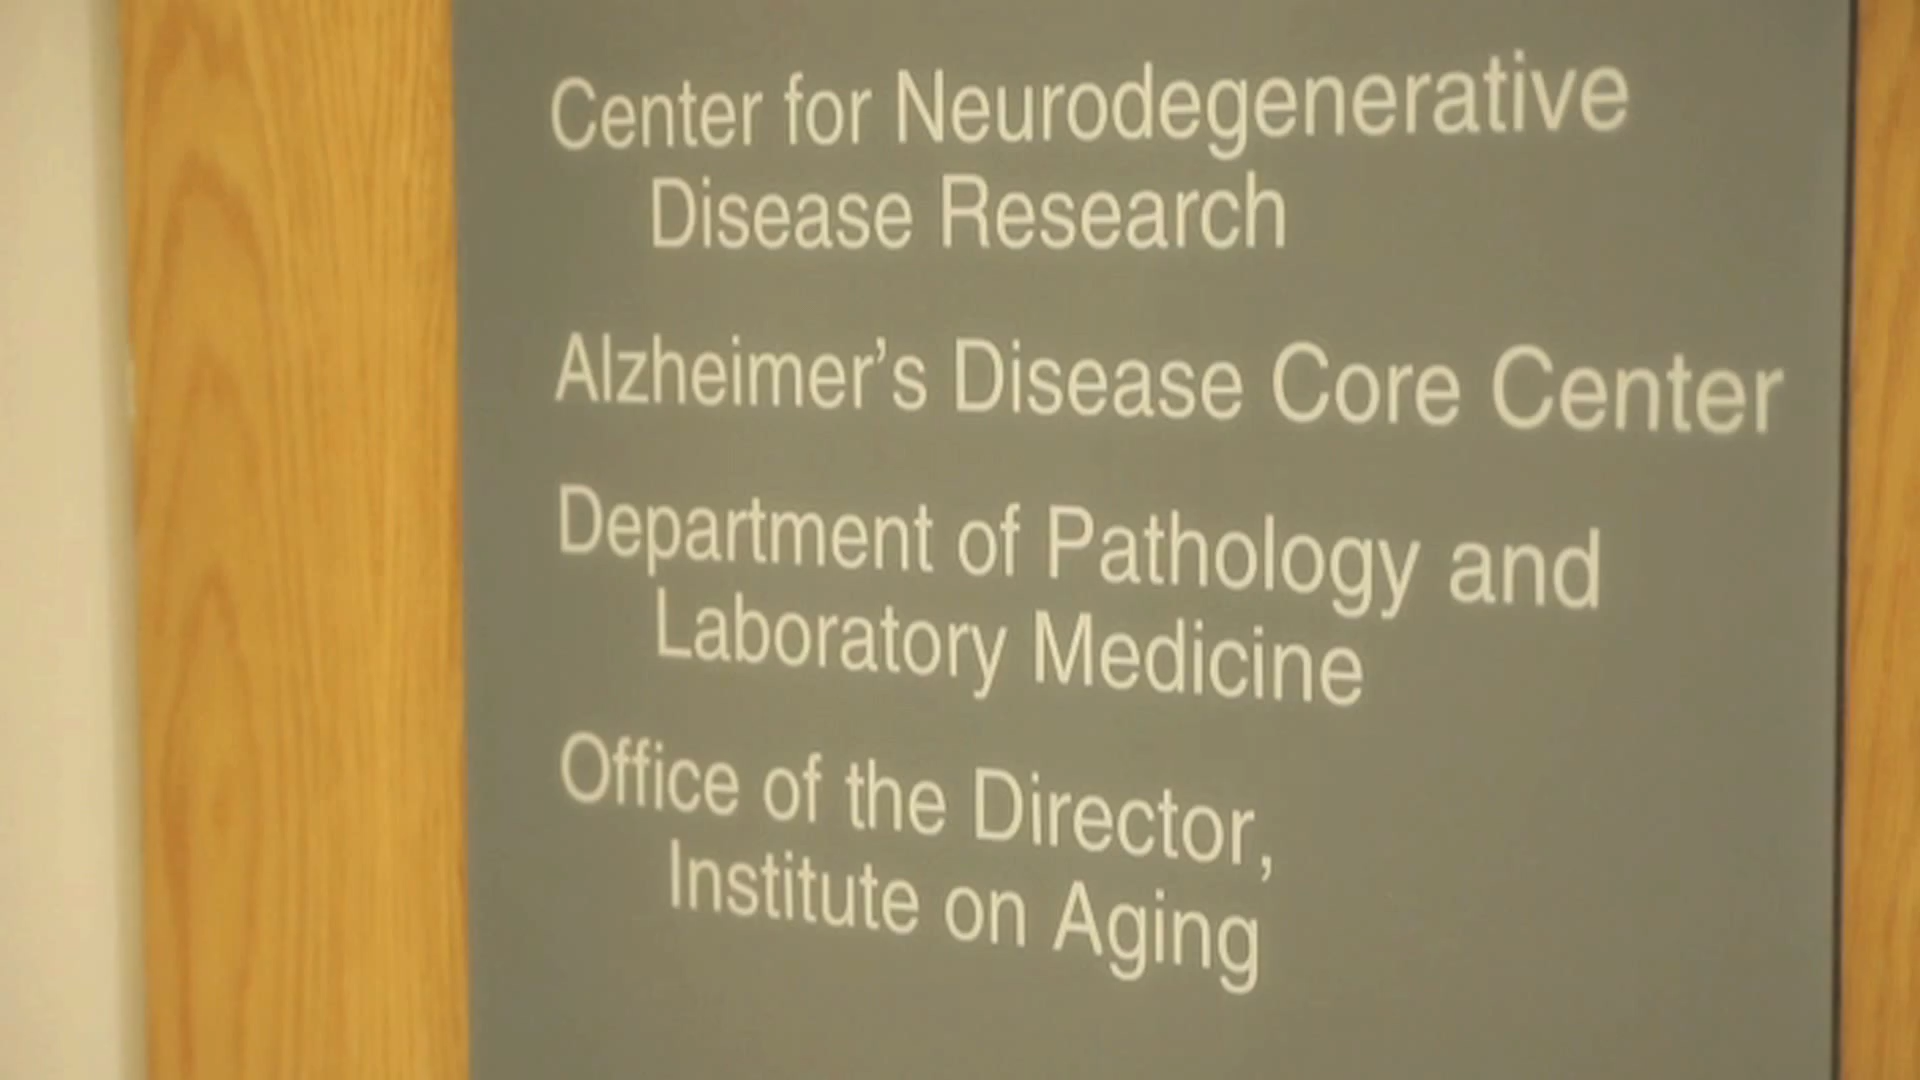 Center for Neurodegenerative
Disease Research
Alzheimer's Disease Core Center
Department of Pathology and
Laboratory Medicine
Office of the Director,
Institute on Aging